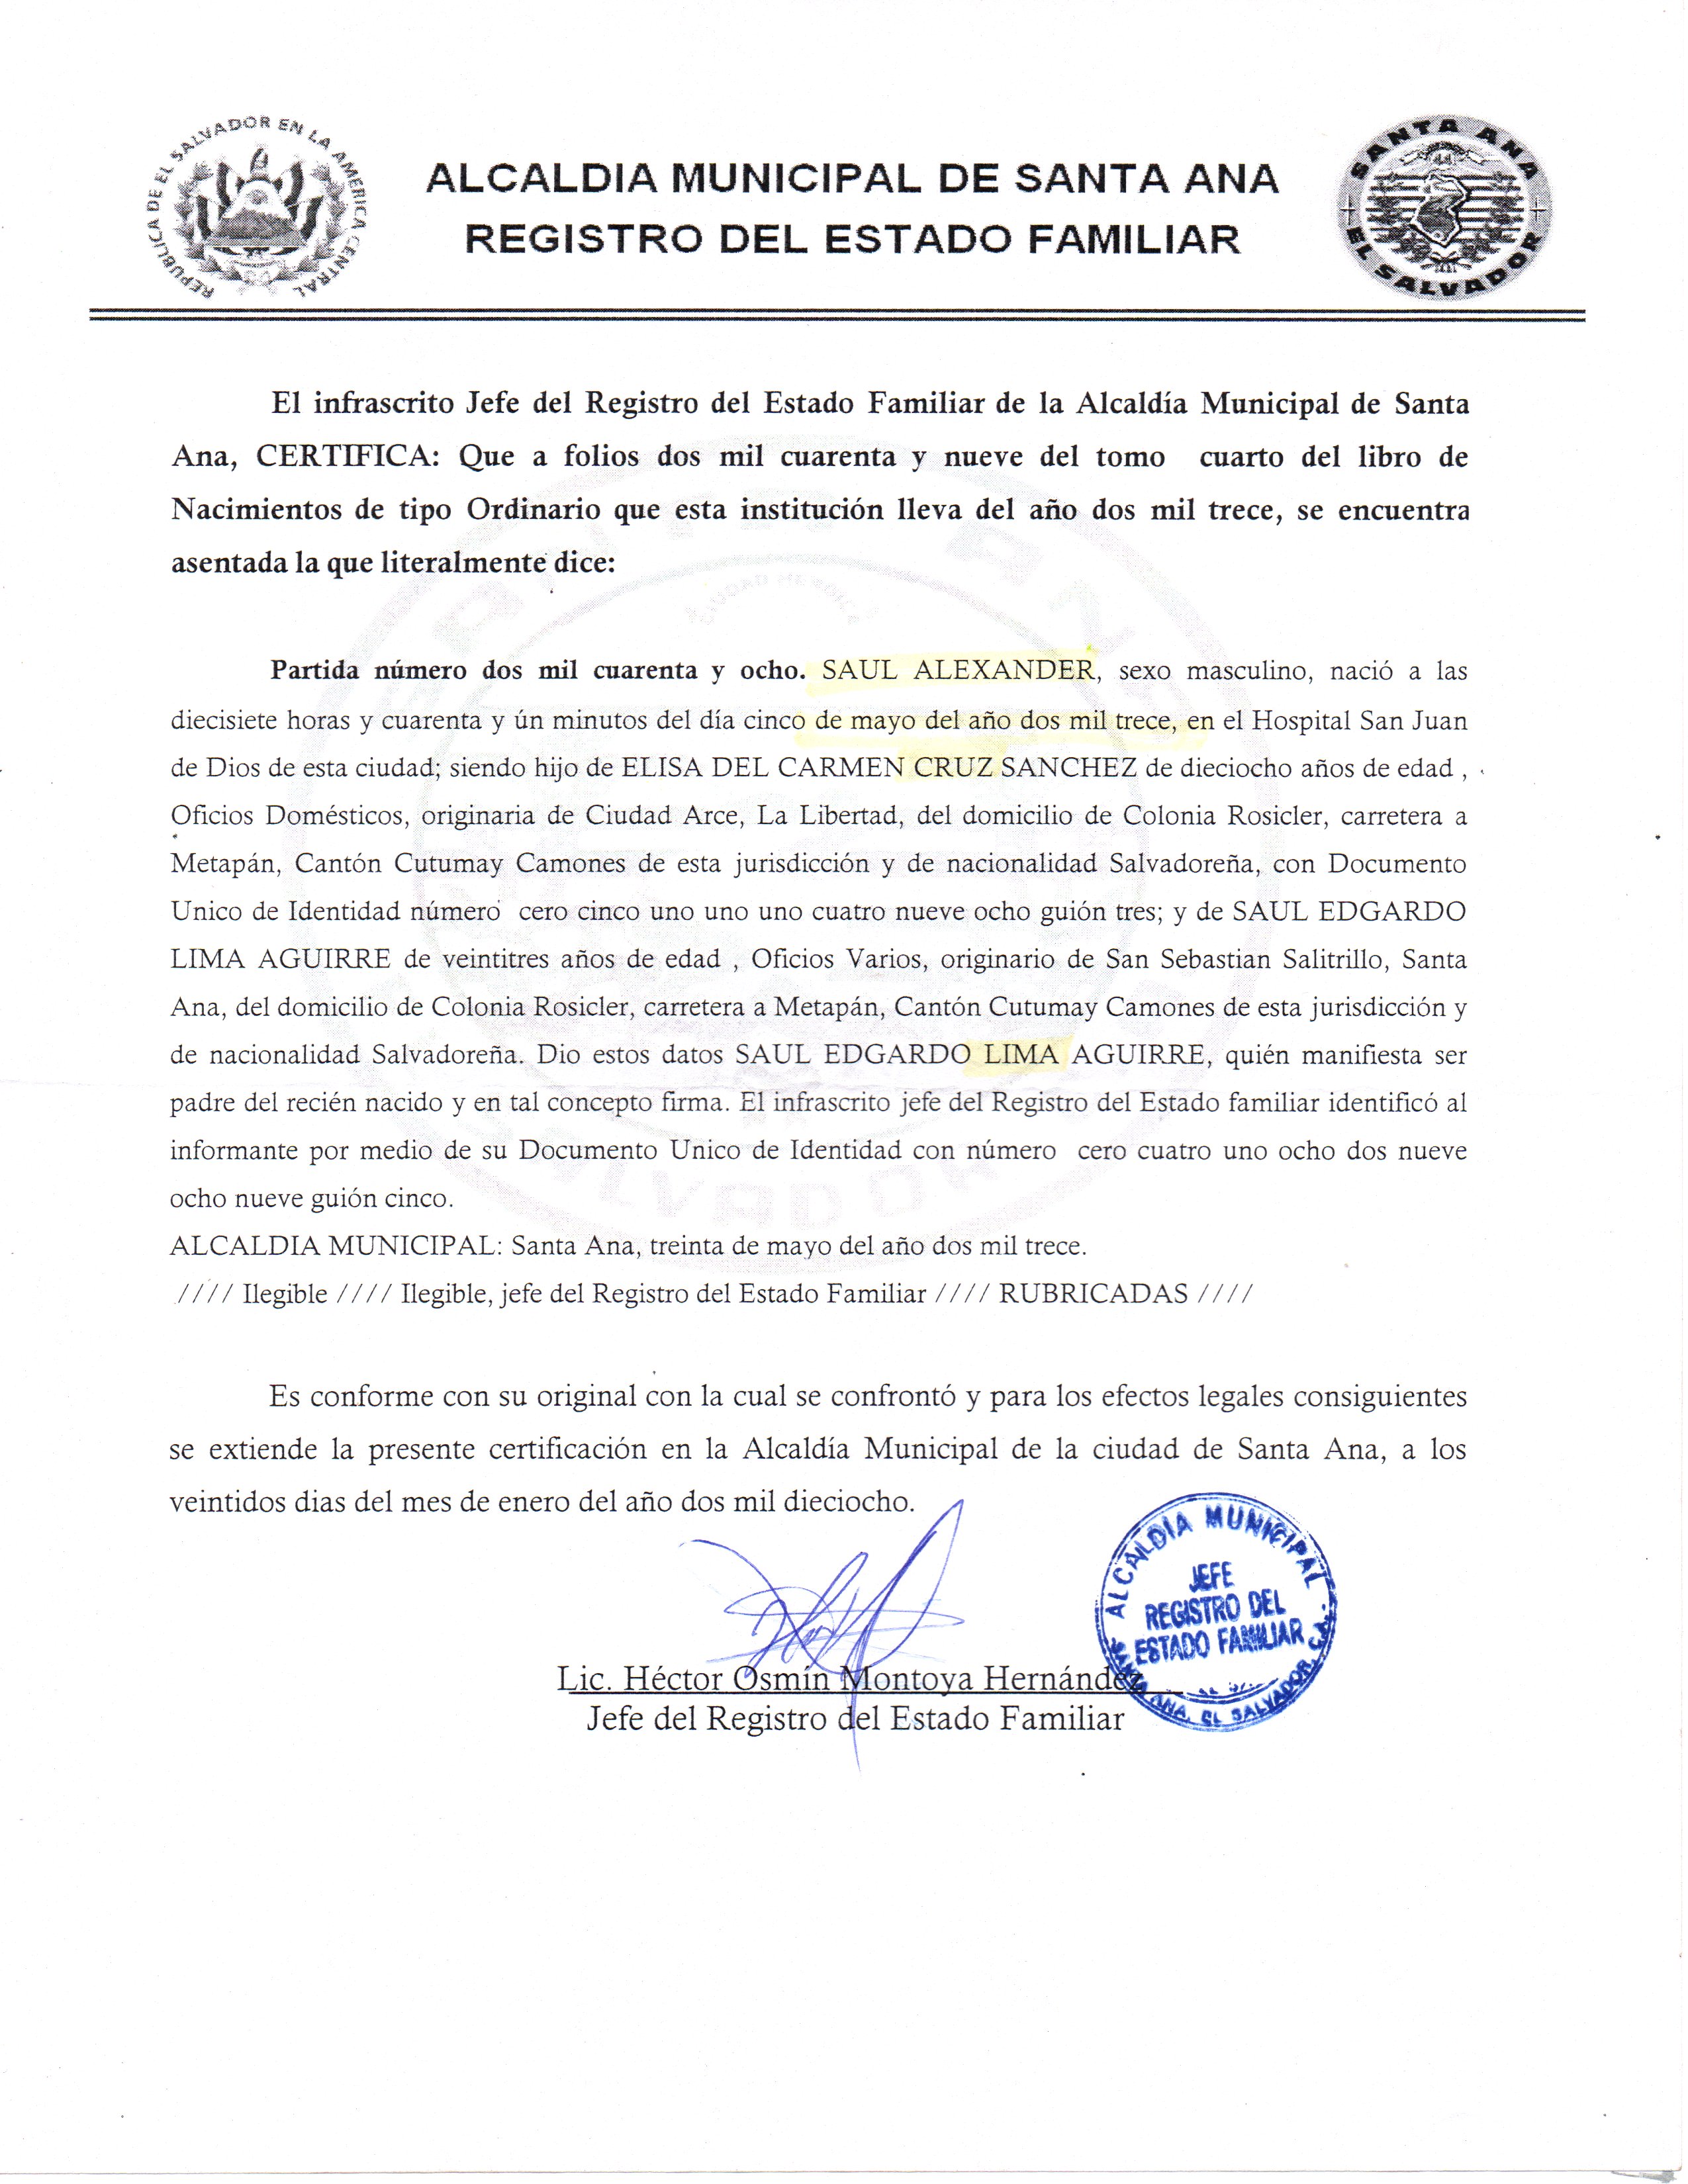 REPUBLICA DE EL SALVADOR EN LA AMERICA CENTRAL
ALCALDIA MUNICIPAL DE SANTA ANA
REGISTRO DEL ESTADO FAMILIAR
SANTA ANA
EL SALVADOR
El infrascrito Jefe del Registro del Estado Familiar de la Alcaldía Municipal de Santa
Ana, CERTIFICA: Que a folios dos mil cuarenta y nueve del tomo cuarto del libro de
Nacimientos de tipo Ordinario que esta institución lleva del año dos mil trece, se encuentra
asentada la que literalmente dice:
Partida número dos mil cuarenta y ocho. SAUL ALEXANDER, sexo masculino, nació a las
diecisiete horas y cuarenta y ún minutos del día cinco de mayo del año dos mil trece, en el Hospital San Juan
de Dios de esta ciudad; siendo hijo de ELISA DEL CARMEN CRUZ SANCHEZ de dieciocho años de edad ,
Oficios Domésticos, originaria de Ciudad Arce, La Libertad, del domicilio de Colonia Rosicler, carretera a
Metapán, Cantón Cutumay Camones de esta jurisdicción y de nacionalidad Salvadoreña, con Documento
Unico de Identidad número cero cinco uno uno uno cuatro nueve ocho guión tres; y de SAUL EDGARDO
LIMA AGUIRRE de veintitres años de edad , Oficios Varios, originario de San Sebastian Salitrillo, Santa
Ana, del domicilio de Colonia Rosicler, carretera a Metapán, Cantón Cutumay Camones de esta jurisdicción y
de nacionalidad Salvadoreña. Dio estos datos SAUL EDGARDO LIMA AGUIRRE, quién manifiesta ser
padre del recién nacido y en tal concepto firma. El infrascrito jefe del Registro del Estado familiar identificó al
informante por medio de su Documento Unico de Identidad con número cero cuatro uno ocho dos nueve
ocho nueve guión cinco.
ALCALDIA MUNICIPAL: Santa Ana, treinta de mayo del año dos mil trece.
//// Ilegible //// Ilegible, jefe del Registro del Estado Familiar //// RUBRICADAS ////
Es conforme con su original con la cual se confrontó y para los efectos legales consiguientes
se extiende la presente certificación en la Alcaldía Municipal de la ciudad de Santa Ana, a los
veintidos dias del mes de enero del año dos mil dieciocho.
ALCALDIA MUNICIPAL
JEFE
REGISTRO DEL
ESTADO FAMILIAR
SANTA ANA, EL SALVADOR, C.A.
Lic. Héctor Osmín Montoya Hernández
Jefe del Registro del Estado Familiar